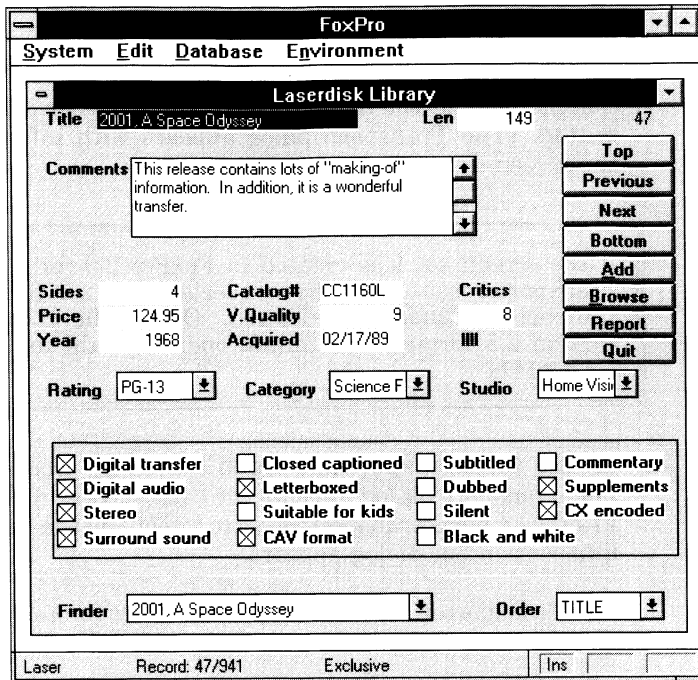 FoxPro
System Edit Database Environment
Laserdisk Library
Title 2001, A Space Odyssey Len 149 47
Comments This release contains lots of "making-of"
information. In addition, it is a wonderful
transfer.
Top
Previous
Next
Bottom
Add
Browse
Report
Quit
Sides 4 Catalog# CC1160L Critics
Price 124.95 V.Quality 9 8
Year 1968 Acquired 02/17/89
Rating PG-13 Category Science F Studio Home Visi
Digital transfer Closed captioned Subtitled Commentary
Digital audio Letterboxed Dubbed Supplements
Stereo Suitable for kids Silent CX encoded
Surround sound CAV format Black and white
Finder 2001, A Space Odyssey Order TITLE
Laser Record: 47/941 Exclusive Ins